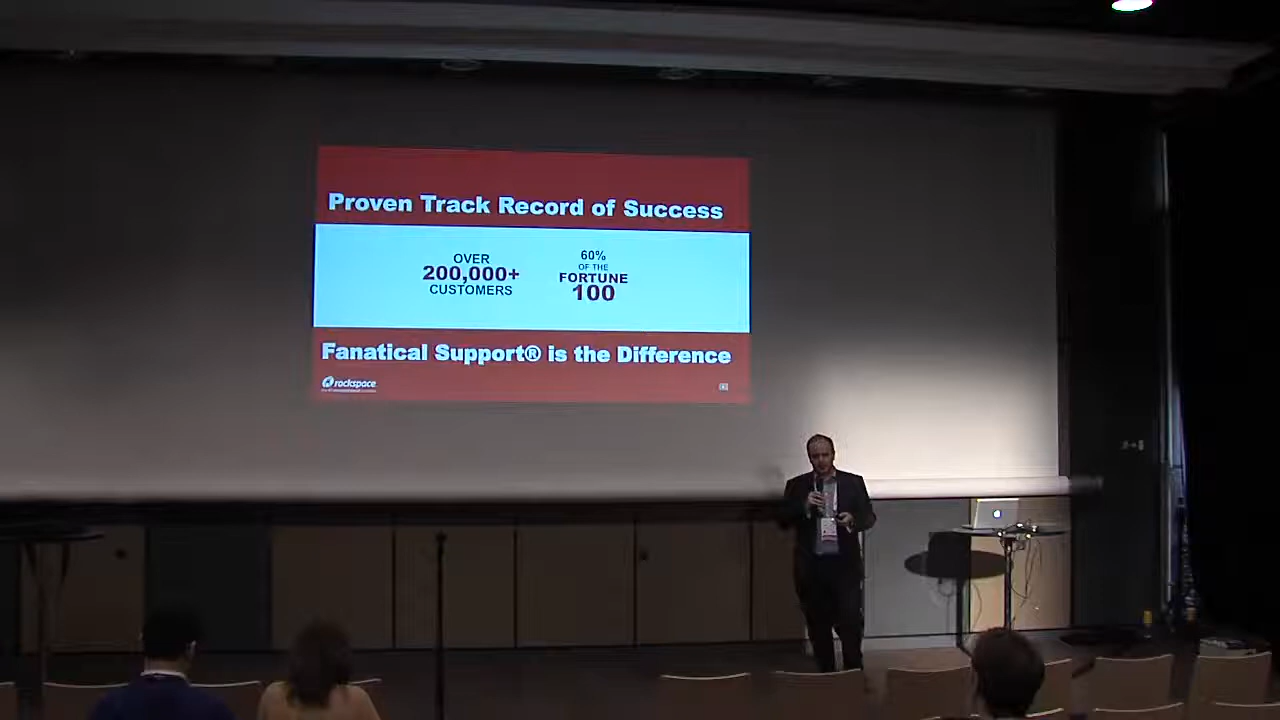 Proven Track Record of Success
OVER
200,000+
CUSTOMERS
60%
OF THE
FORTUNE
100
Fanatical Support® is the Difference
rackspace